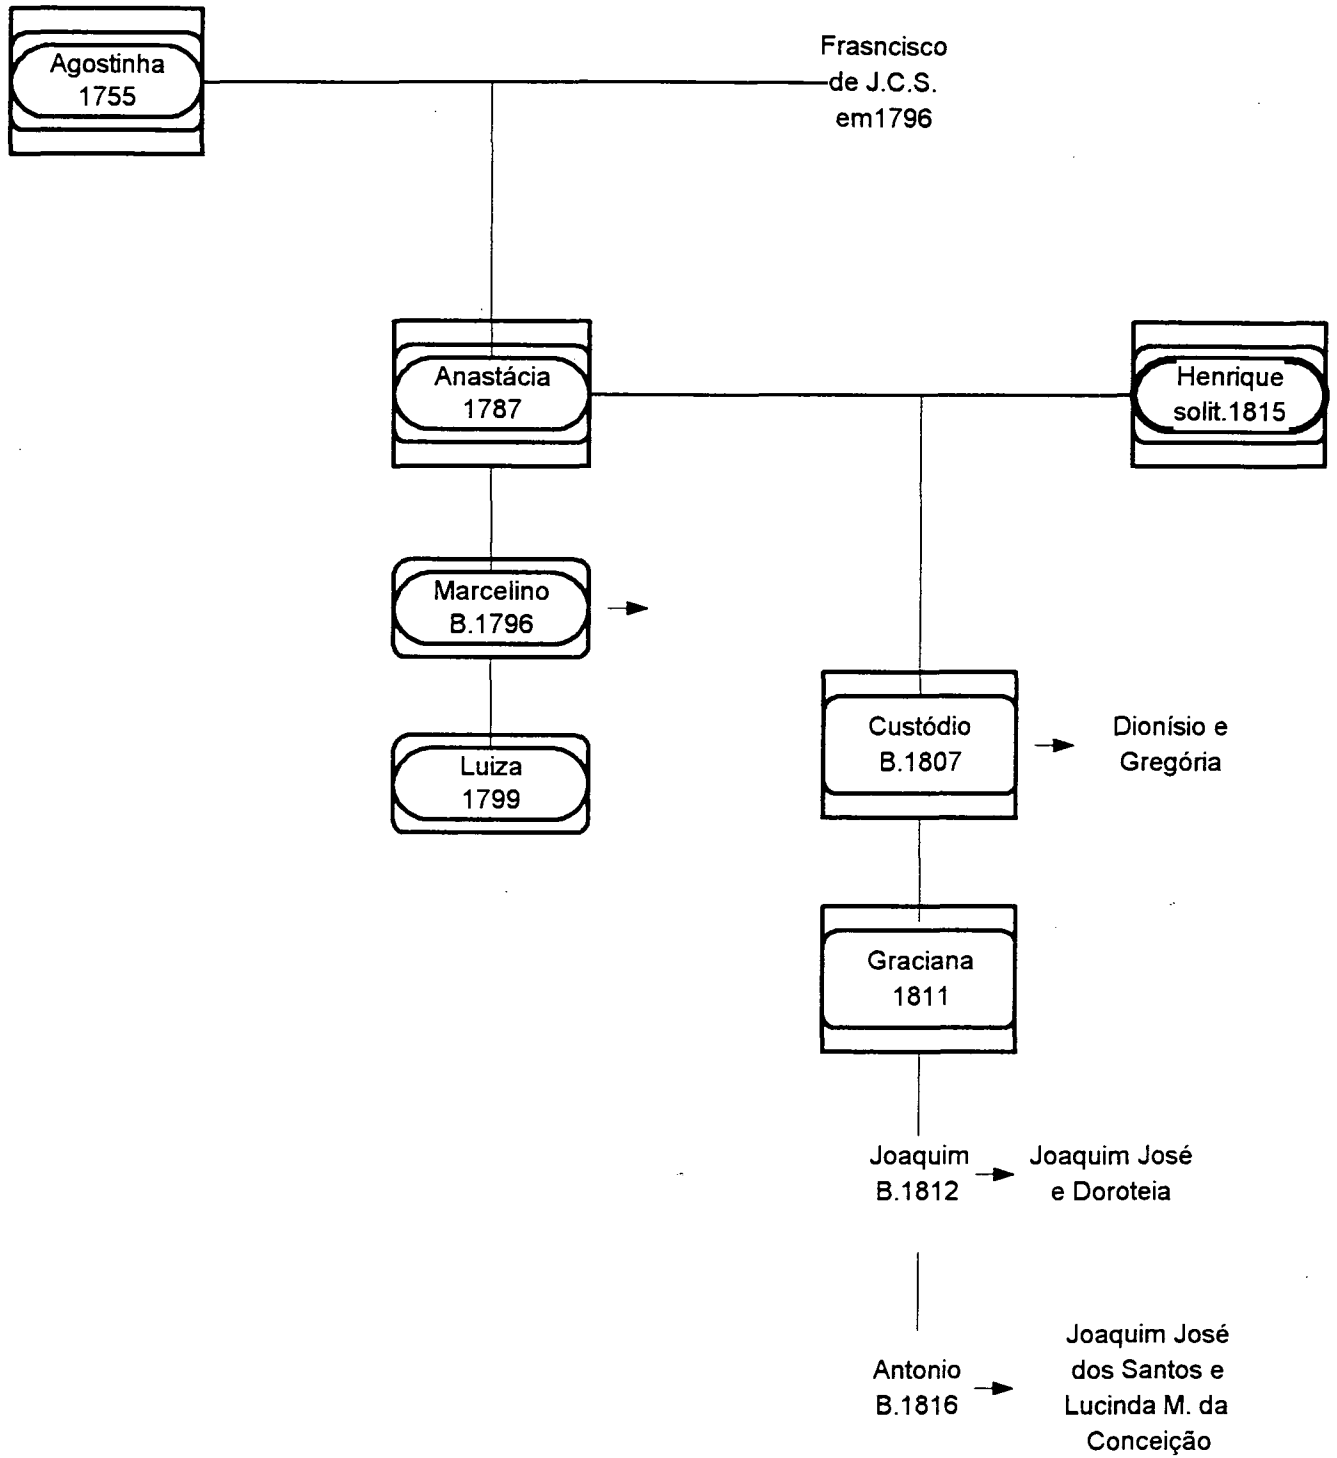 Agostinha
1755
Frasncisco
de J.C.S.
em1796
Anastácia
1787
Henrique
solit.1815
Marcelino
B.1796
Luiza
1799
Custódio
B.1807
Dionísio e
Gregória
Graciana
1811
Joaquim
B.1812
Joaquim José
e Doroteia
Antonio
B.1816
Joaquim José
dos Santos e
Lucinda M. da
Conceição